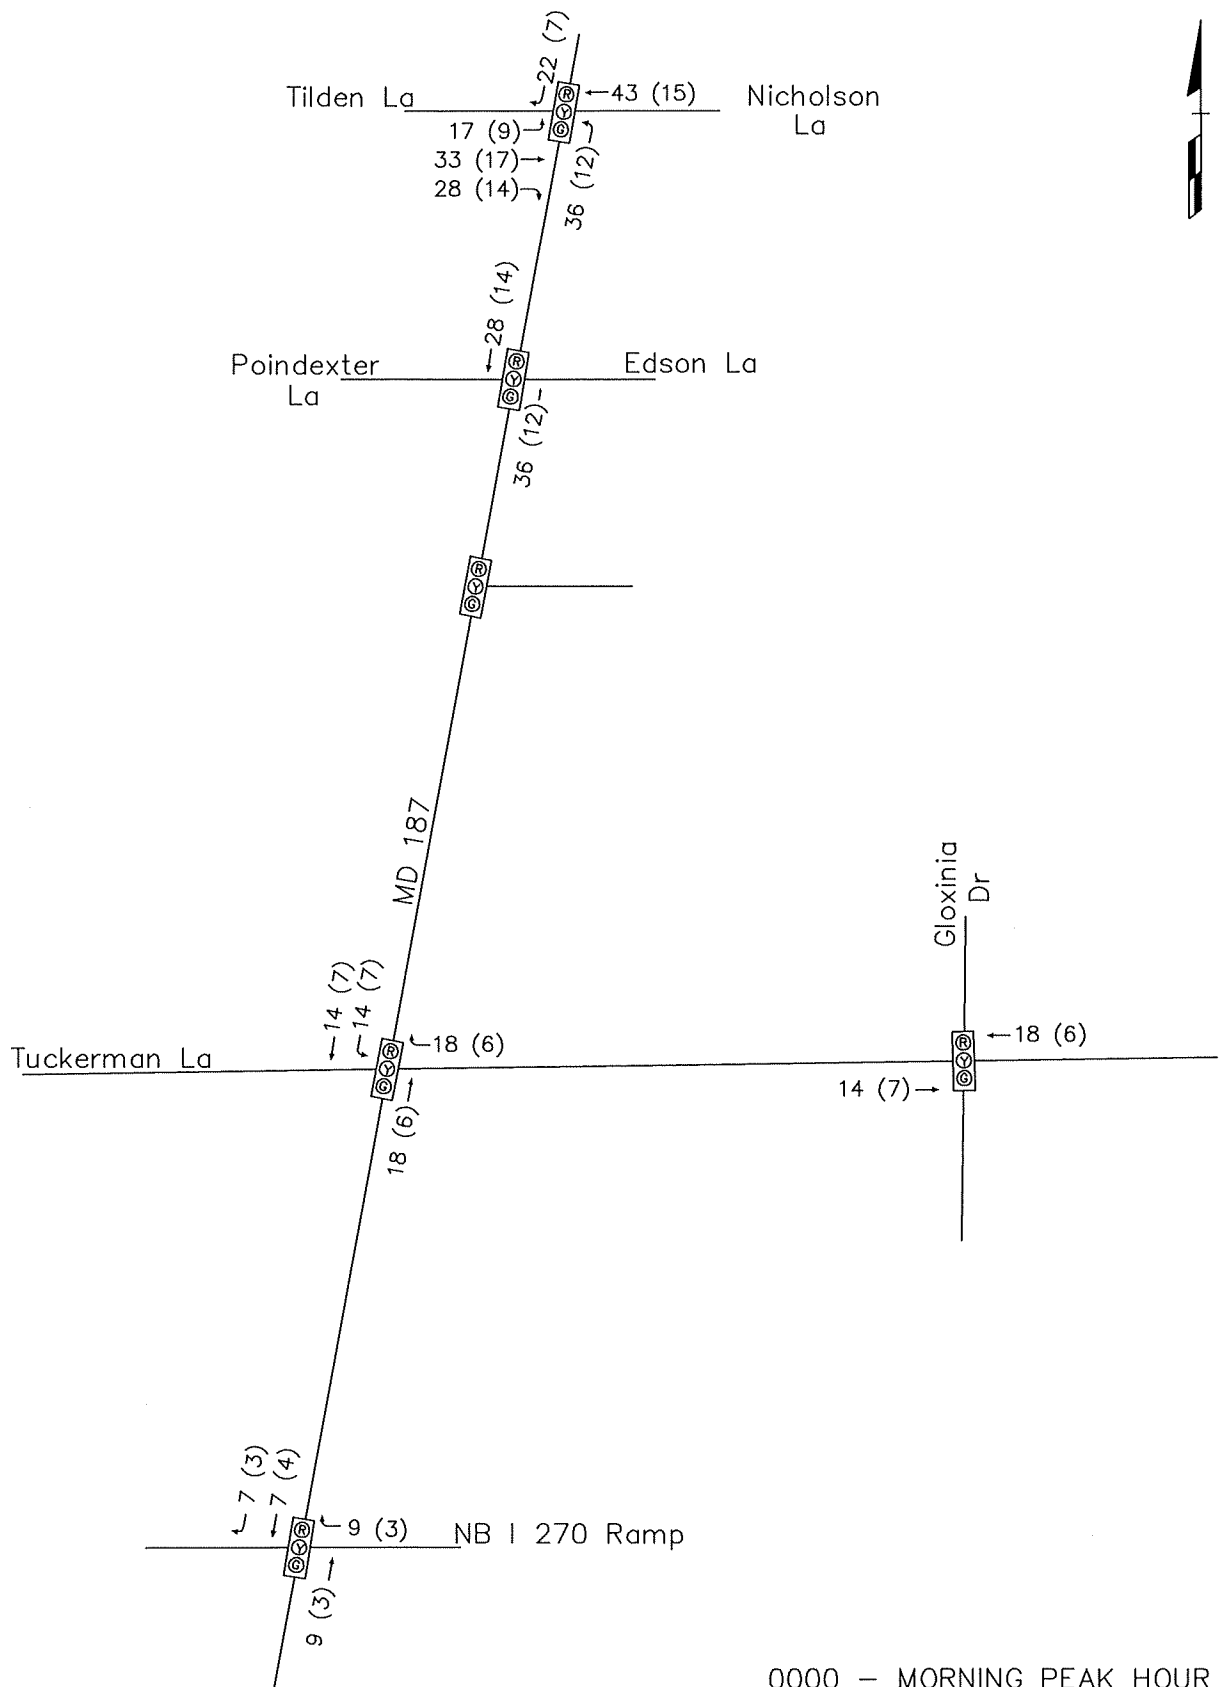 22 (7)
Tilden La
43 (15)
Nicholson
La
17 (9)
33 (17)
28 (14)
36 (12)
R
Y
G
28 (14)
Poindexter
La
Edson La
36 (12)
R
Y
G
R
Y
G
MD 187
Gloxinia
Dr
14 (7)
14 (7)
Tuckerman La
18 (6)
18 (6)
R
Y
G
18 (6)
14 (7)
R
Y
G
7 (3)
7 (4)
9 (3)
NB I 270 Ramp
9 (3)
R
Y
G
0000 – MORNING PEAK HOUR